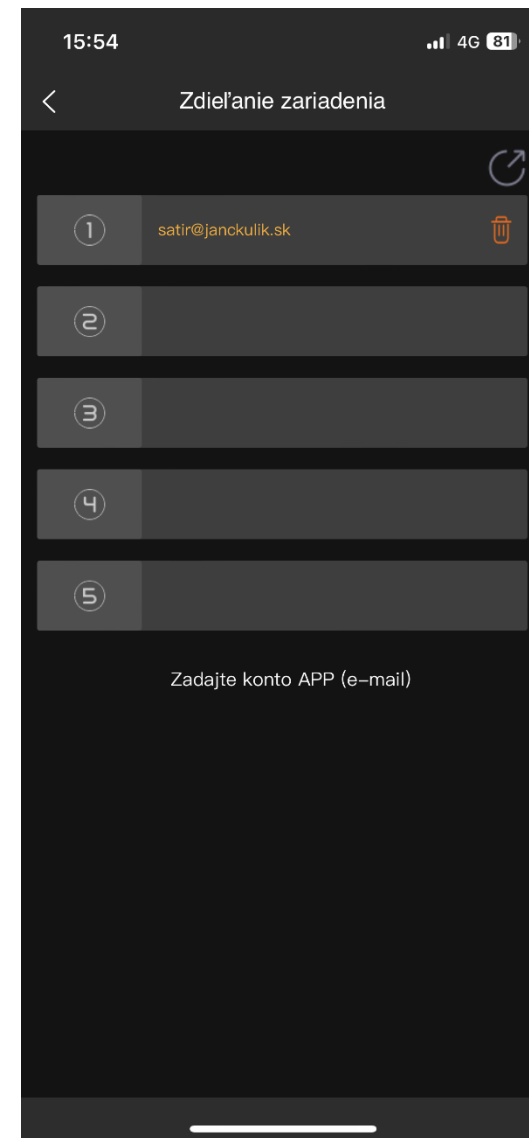 15:54 4G 81
Zdieľanie zariadenia
1 satir@janckulik.sk
2
3
4
5
Zadajte konto APP (e-mail)